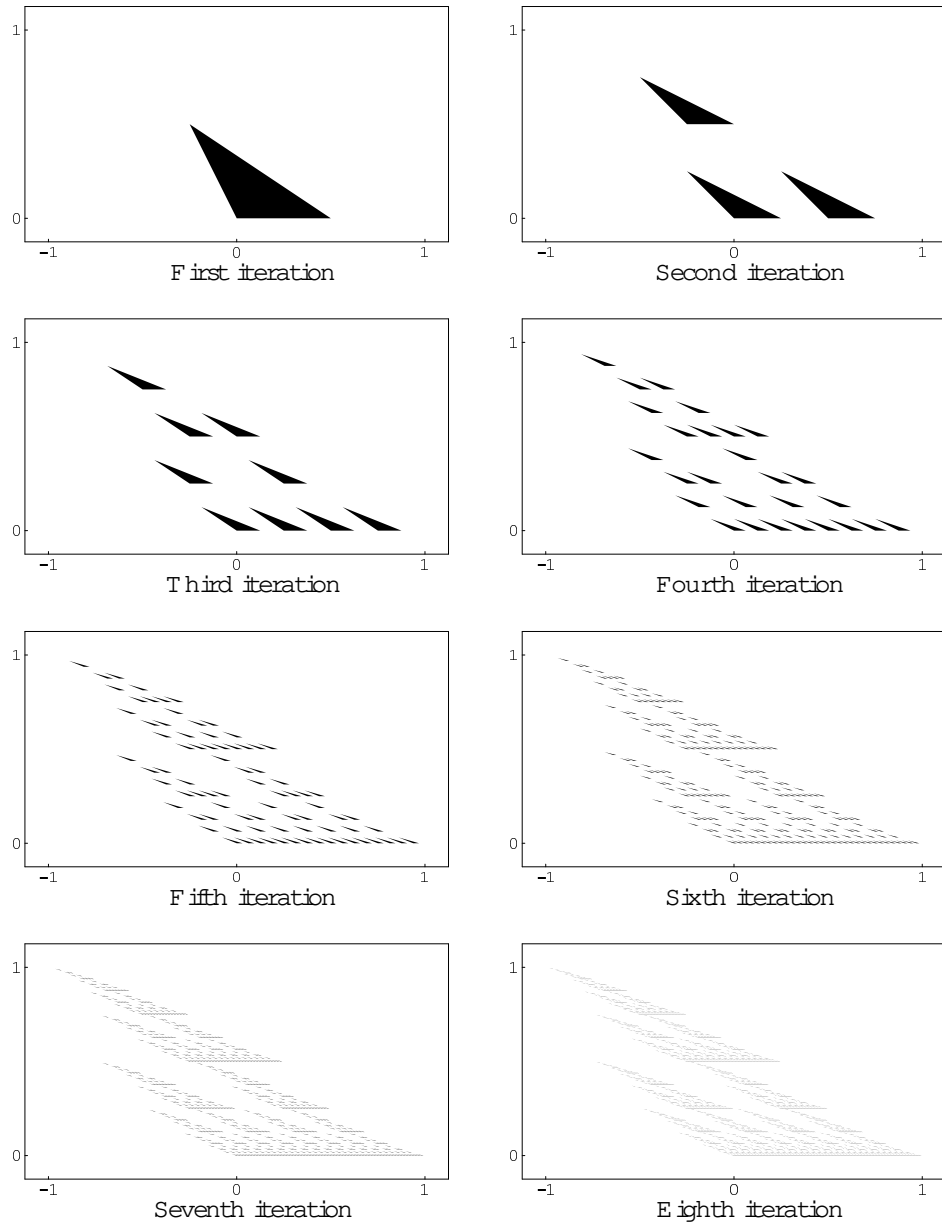 1
1
0
0
-1 0 1
-1 0 1
First iteration
Second iteration
1
1
0
0
-1 0 1
-1 0 1
Third iteration
Fourth iteration
1
1
0
0
-1 0 1
-1 0 1
Fifth iteration
Sixth iteration
1
1
0
0
-1 0 1
-1 0 1
Seventh iteration
Eighth iteration